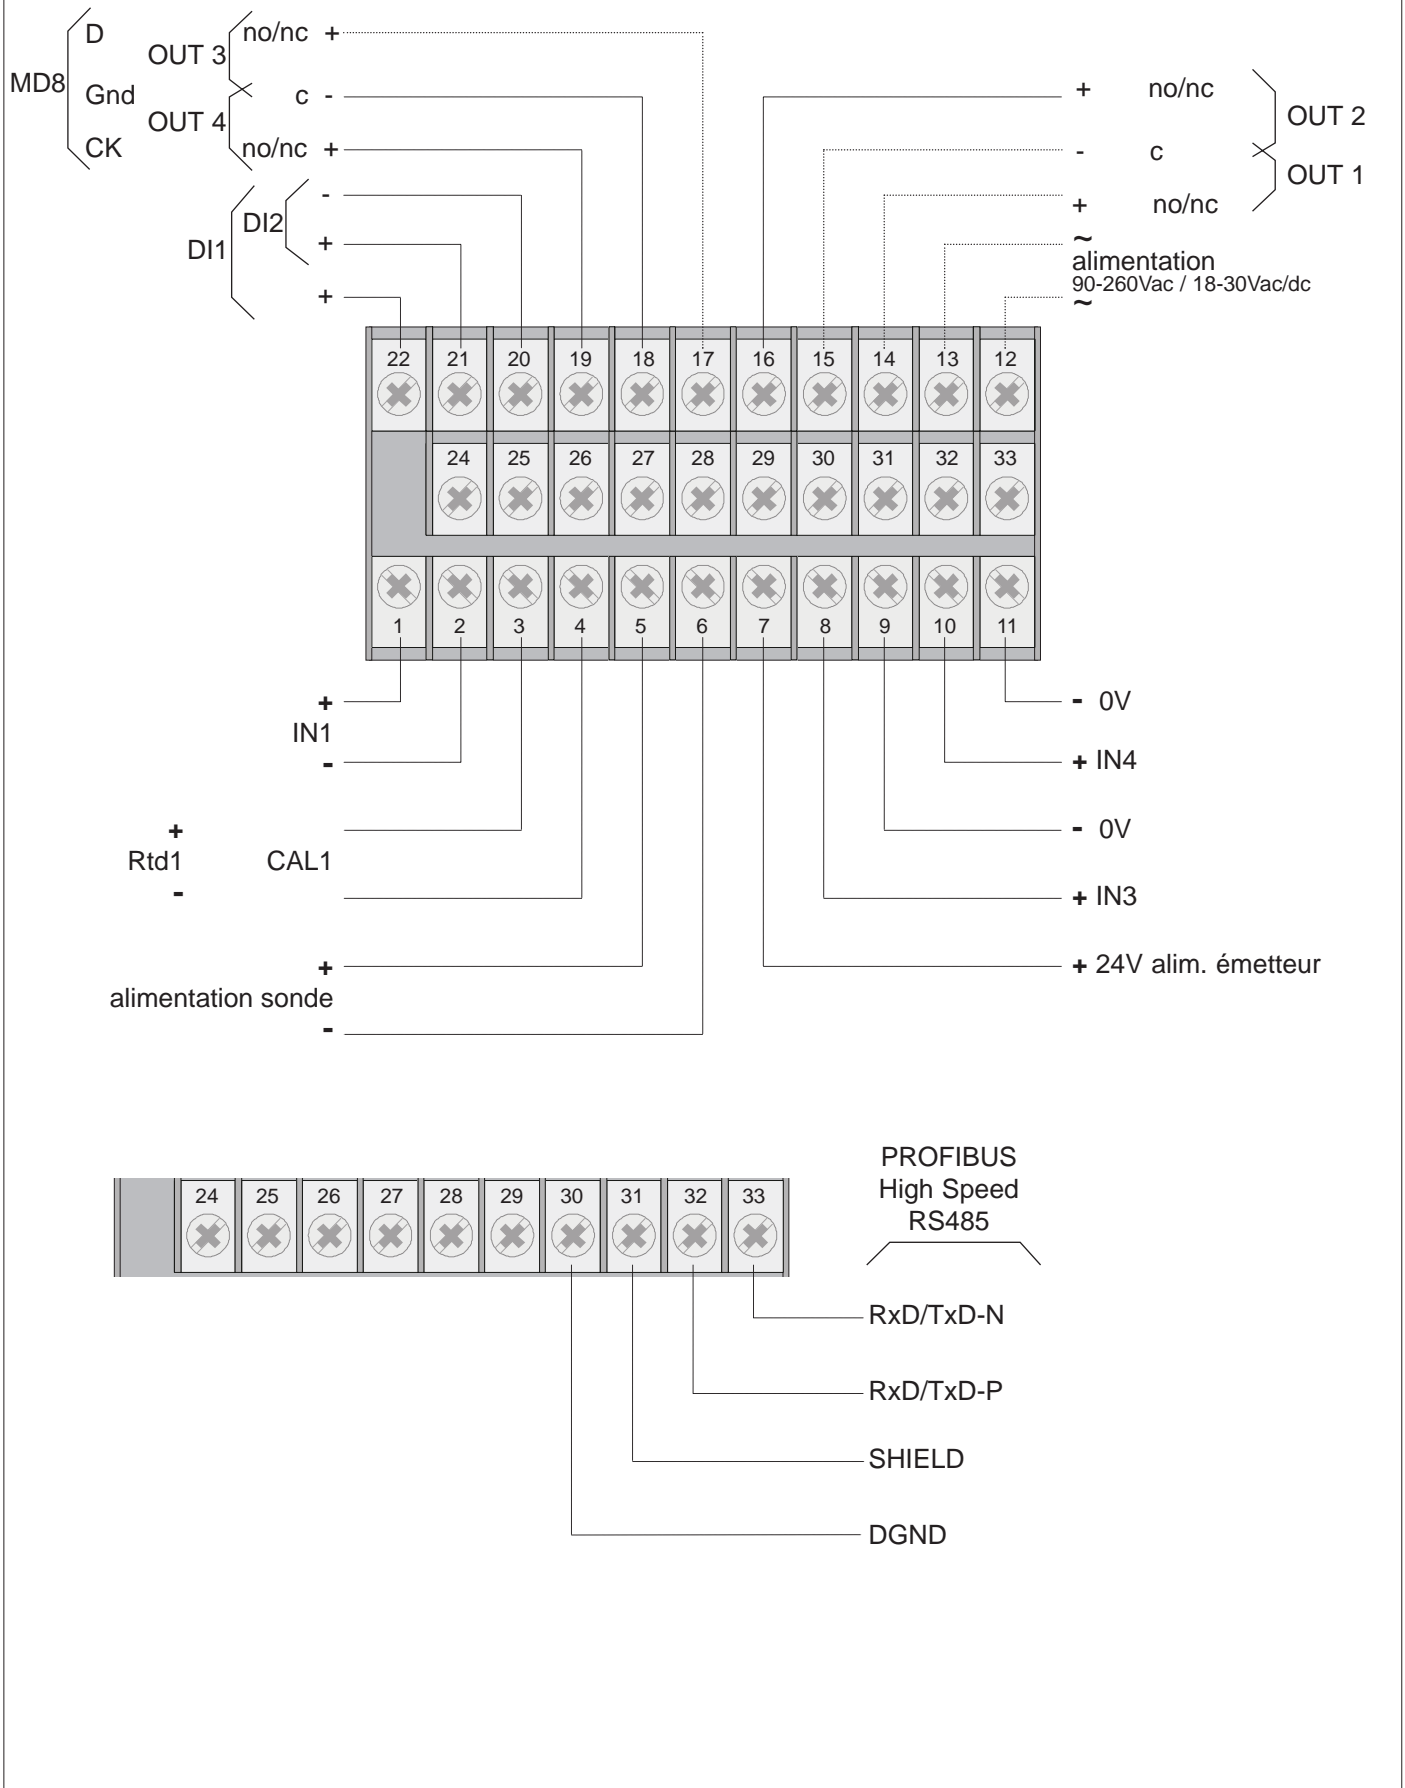 D
OUT 3
no/nc +
MD8
Gnd
c -
OUT 4
CK
no/nc +
-
DI2
DI1
+
+
+ no/nc
OUT 2
- c
OUT 1
+ no/nc
~
alimentation
90-260Vac / 18-30Vac/dc
~
22 21 20 19 18 17 16 15 14 13 12
24 25 26 27 28 29 30 31 32 33
1 2 3 4 5 6 7 8 9 10 11
+
IN1
-
+
Rtd1 CAL1
-
+
alimentation sonde
-
- 0V
+ IN4
- 0V
+ IN3
+ 24V alim. émetteur
PROFIBUS
High Speed
RS485
24 25 26 27 28 29 30 31 32 33
RxD/TxD-N
RxD/TxD-P
SHIELD
DGND